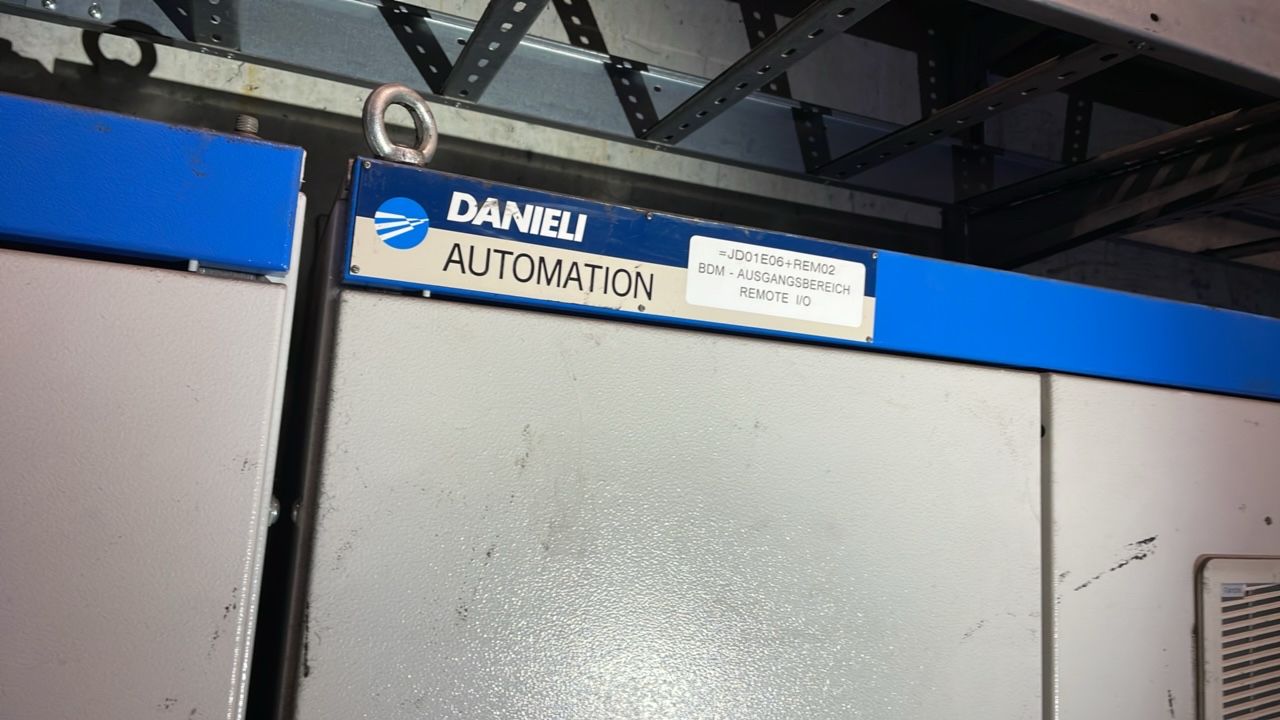 DANIELI
AUTOMATION
=JD01E06+REM02
BDM - AUSGANGSBEREICH
REMOTE I/O